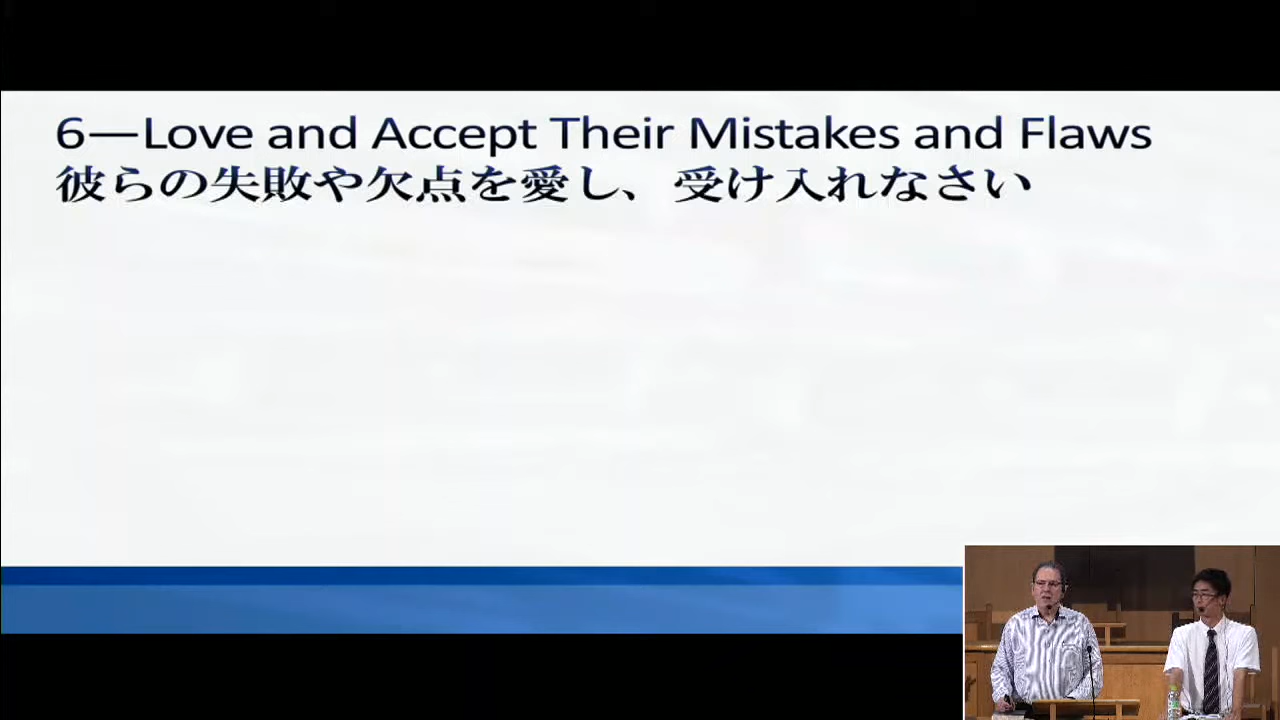 6—Love and Accept Their Mistakes and Flaws
彼らの失敗や欠点を愛し、受け入れなさい